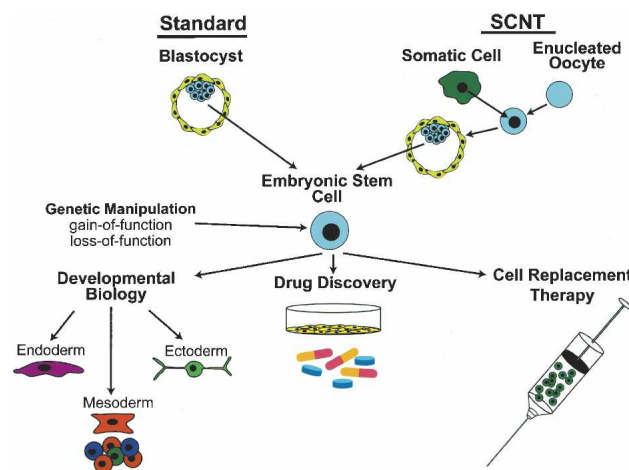 Standard
SCNT
Blastocyst
Somatic Cell
Enucleated
Oocyte
Embryonic Stem
Cell
Genetic Manipulation
gain-of-function
loss-of-function
Developmental
Biology
Drug Discovery
Cell Replacement
Therapy
Endoderm
Ectoderm
Mesoderm